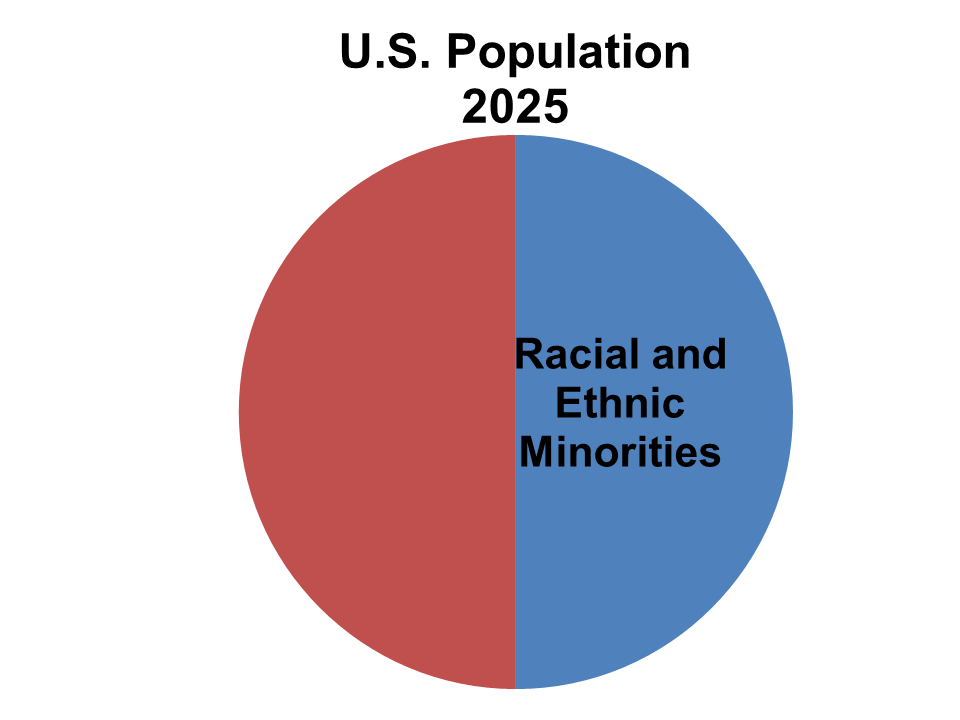 U.S. Population
2025
Racial and
Ethnic
Minorities